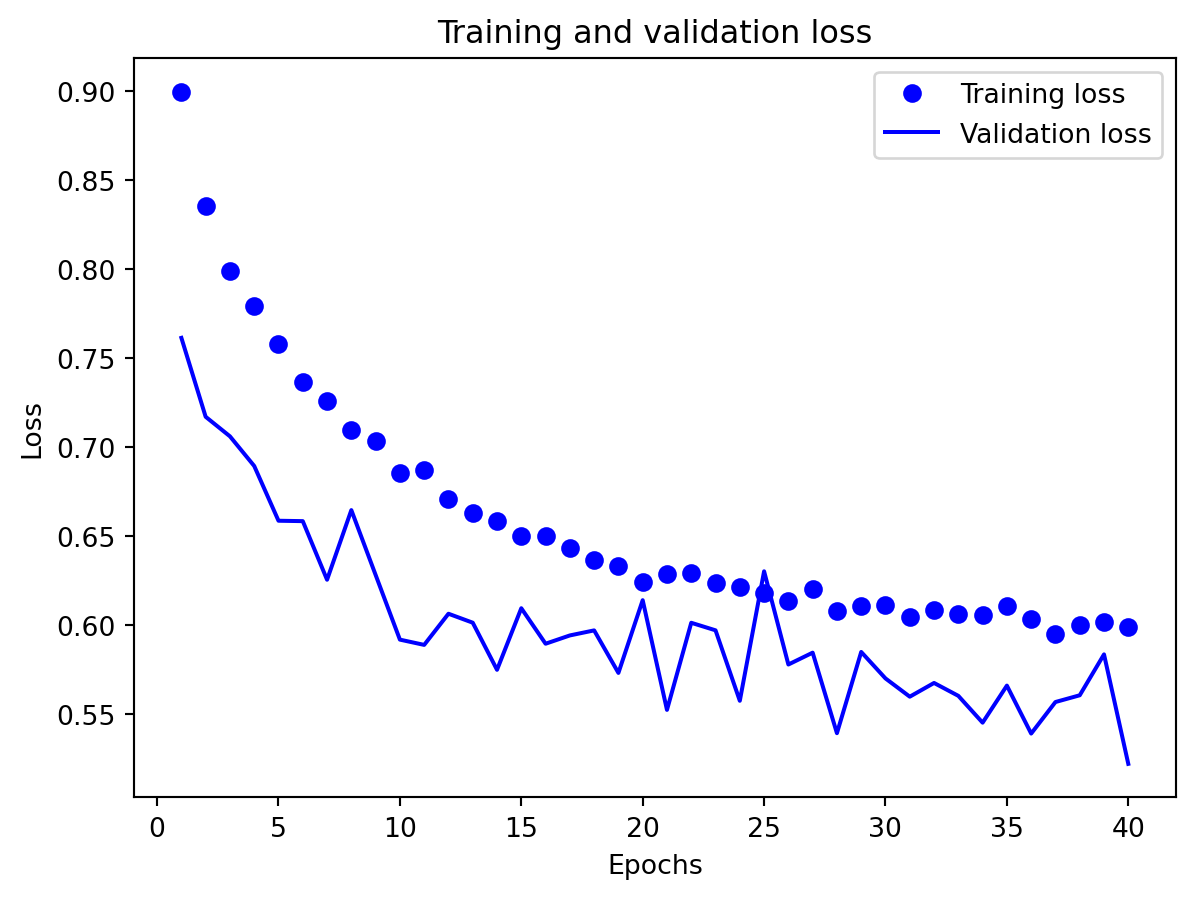 Training and validation loss
Training loss
Validation loss
0.90
0.85
0.80
0.75
0.70
0.65
0.60
0.55
Loss
0 5 10 15 20 25 30 35 40
Epochs